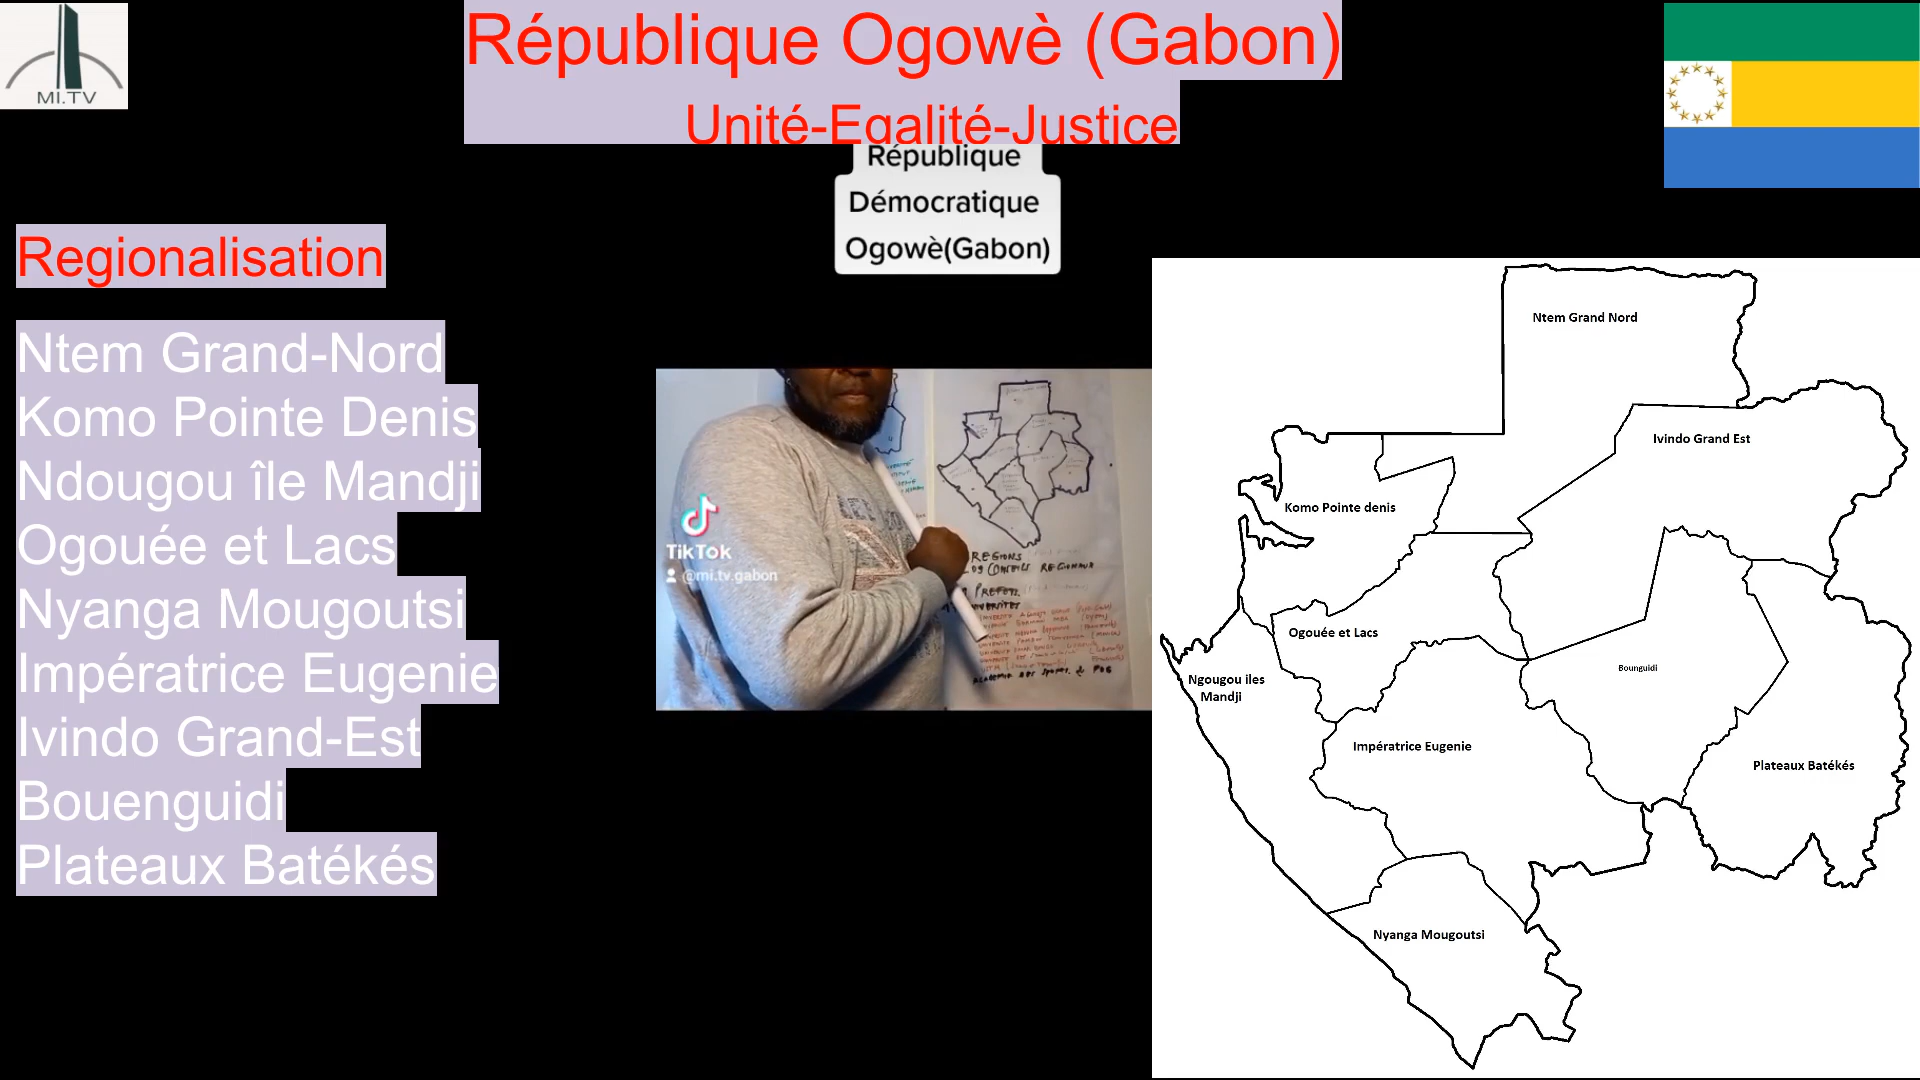 MI.TV
République Ogowè (Gabon)
Unité-Egalité-Justice
République
Démocratique
Ogowè(Gabon)
Regionalisation
Ntem Grand-Nord
Komo Pointe Denis
Ndougou île Mandji
Ogouée et Lacs
Nyanga Mougoutsi
Impératrice Eugenie
Ivindo Grand-Est
Bouenguidi
Plateaux Batékés
TikTok
@mi.tv.gabon
REGIONS
Ntem Grand Nord
Ivindo Grand Est
Komo Pointe denis
Ogouée et Lacs
Bounguidi
Ngougou iles
Mandji
Impératrice Eugenie
Plateaux Batékés
Nyanga Mougoutsi